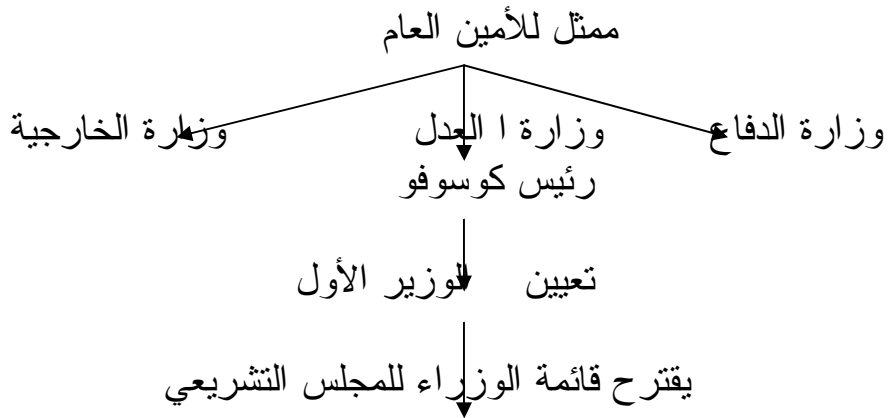 ممثل للأمين العام
وزارة الدفاع وزارة ا العدل وزارة الخارجية
رئيس كوسوفو
تعيين الوزير الأول
يقترح قائمة الوزراء للمجلس التشريعي